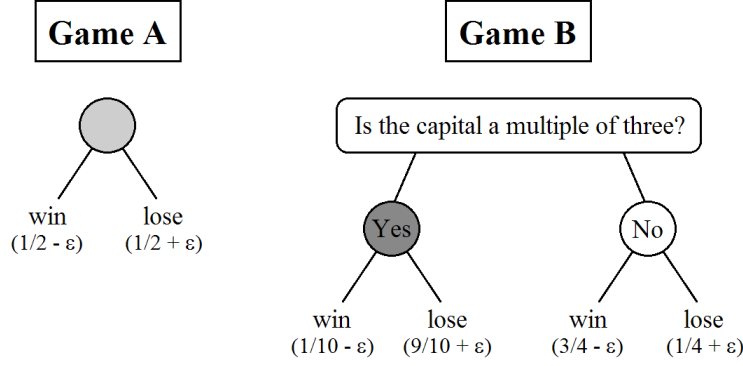 Game A
win
(1/2 - ε)
lose
(1/2 + ε)
Game B
Is the capital a multiple of three?
Yes
win
(1/10 - ε)
lose
(9/10 + ε)
No
win
(3/4 - ε)
lose
(1/4 + ε)